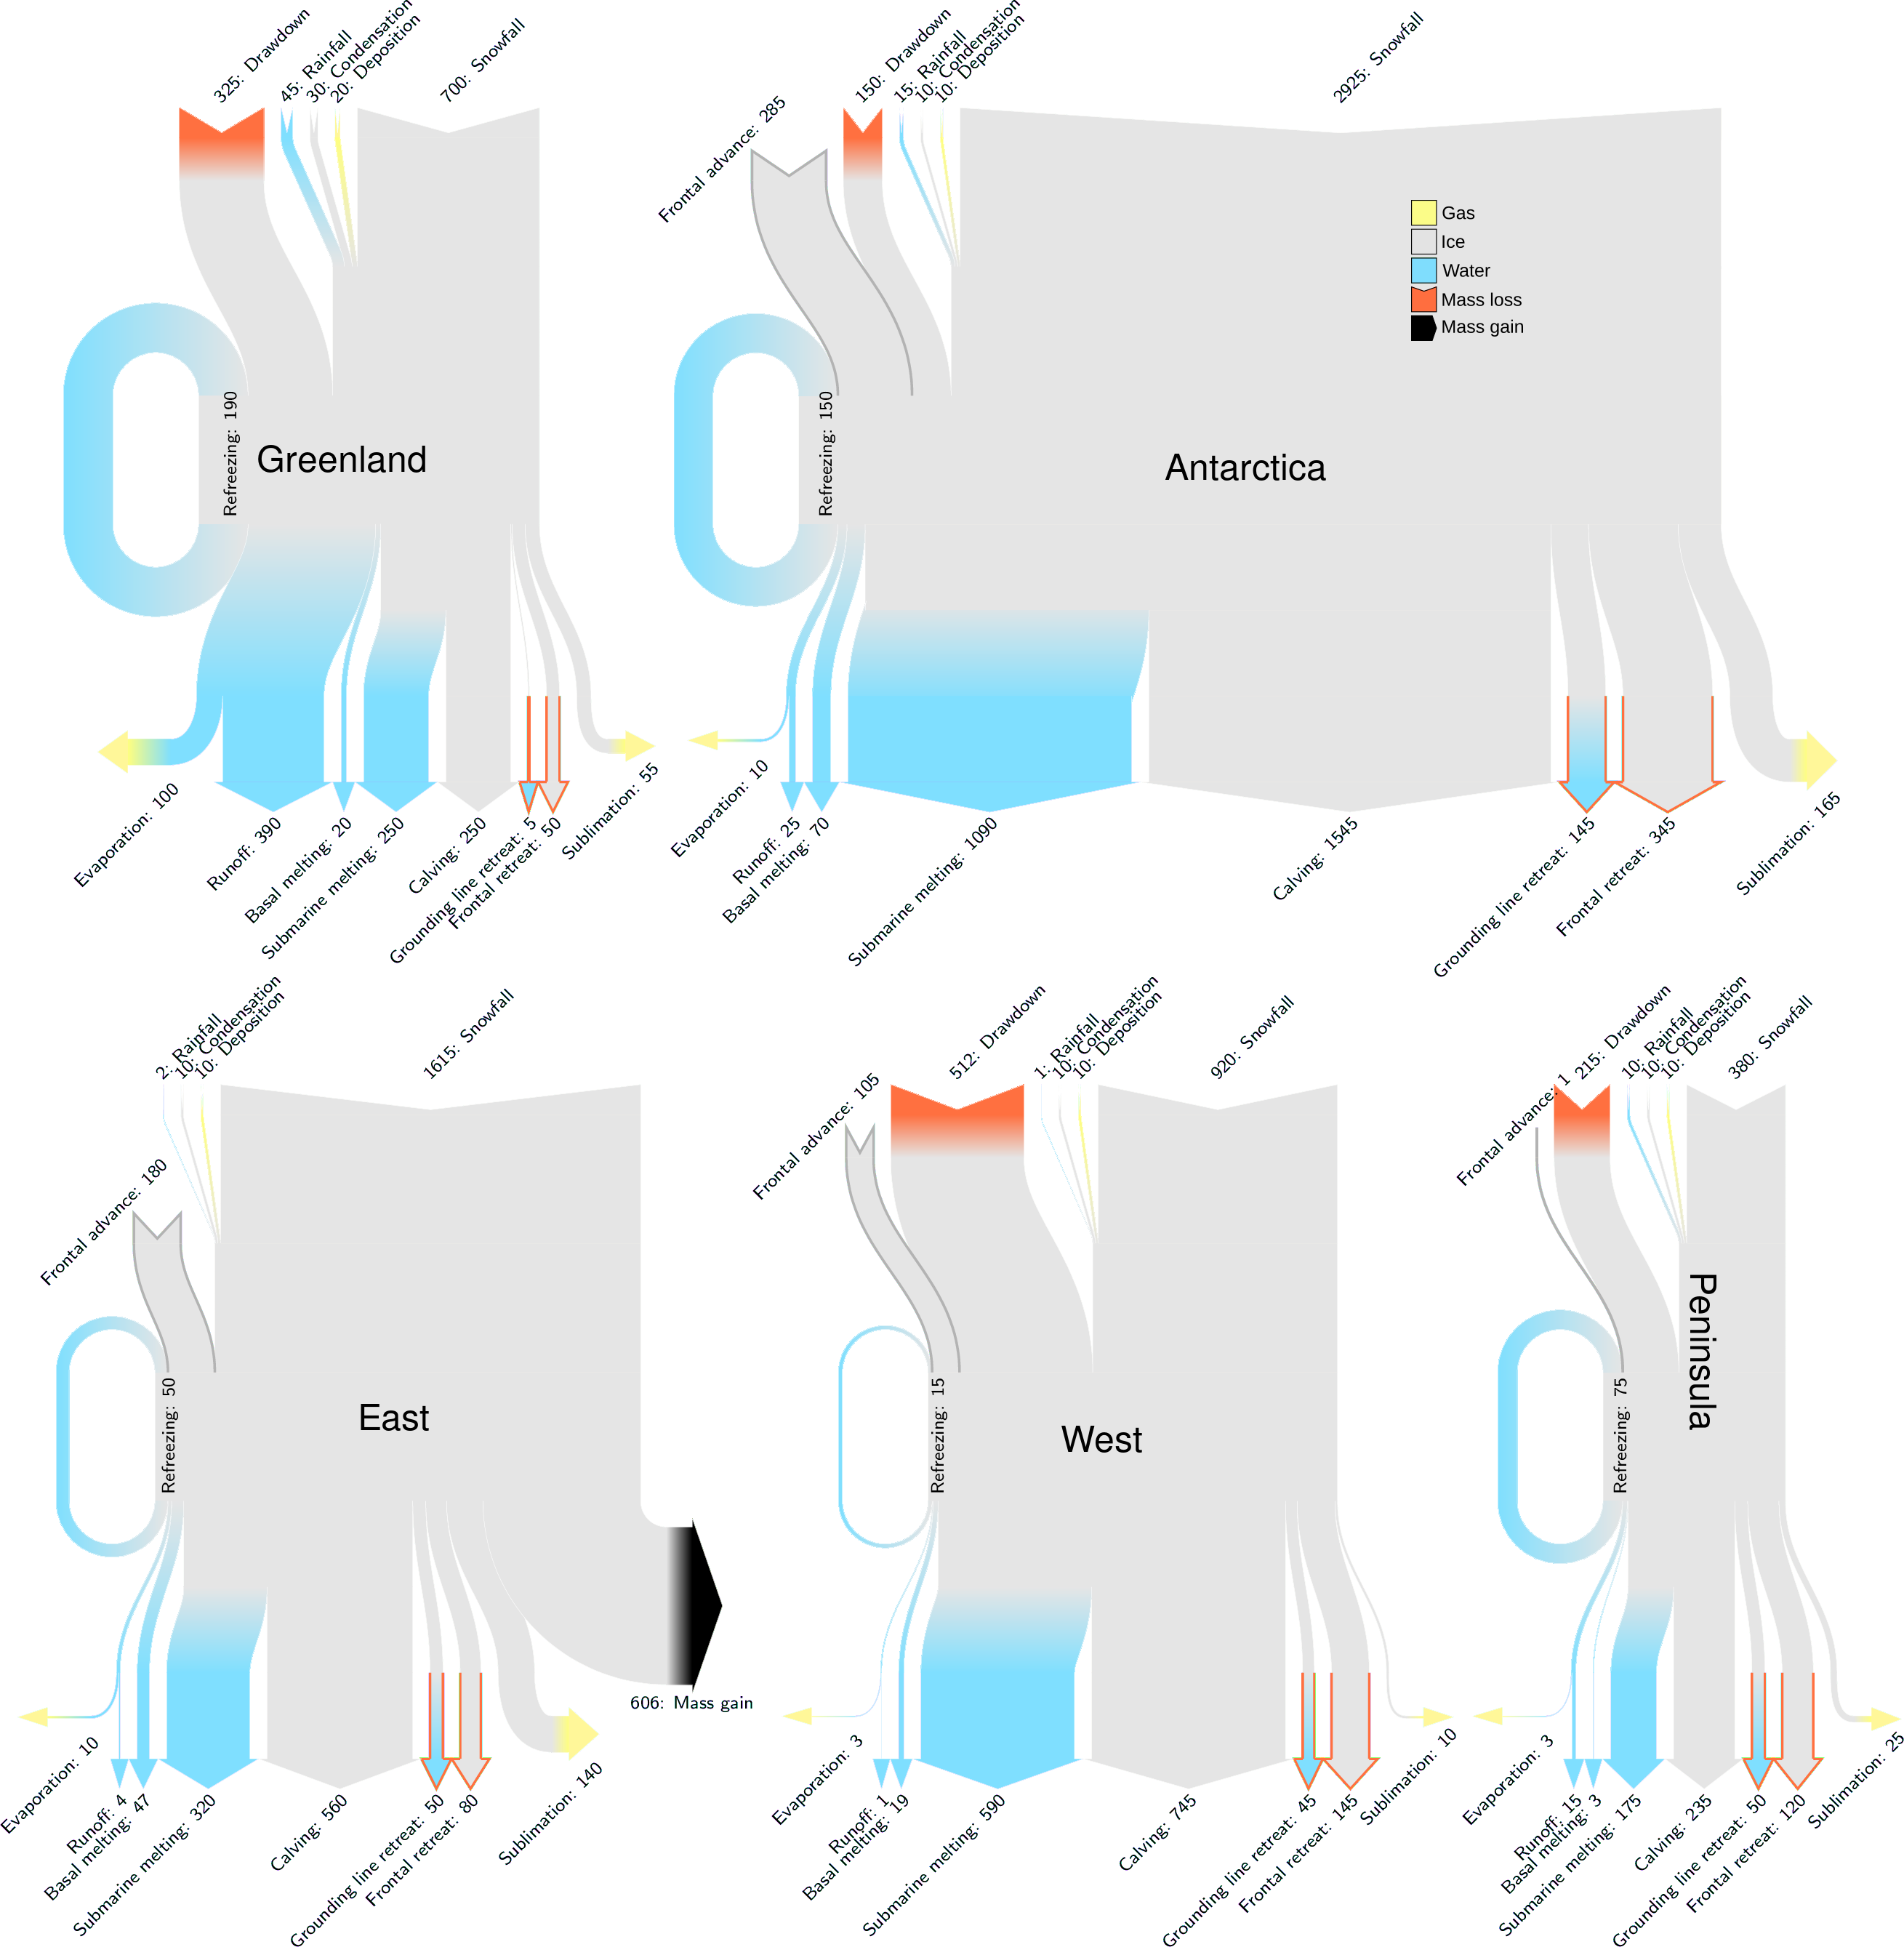 325: Drawdown
45: Rainfall
30: Condensation
20: Deposition
700: Snowfall
Refreezing: 190
Greenland
Evaporation: 100
Runoff: 390
Basal melting: 20
Submarine melting: 250
Calving: 250
Grounding line retreat: 5
Frontal retreat: 50
Sublimation: 55
Frontal advance: 285
150: Drawdown
15: Rainfall
10: Condensation
10: Deposition
2925: Snowfall
Gas
Ice
Water
Mass loss
Mass gain
Refreezing: 150
Antarctica
Evaporation: 10
Runoff: 25
Basal melting: 70
Submarine melting: 1090
Calving: 1545
Grounding line retreat: 145
Frontal retreat: 345
Sublimation: 165
Frontal advance: 180
2: Rainfall
10: Condensation
10: Deposition
1615: Snowfall
Refreezing: 50
East
606: Mass gain
Evaporation: 10
Runoff: 4
Basal melting: 47
Submarine melting: 320
Calving: 560
Grounding line retreat: 50
Frontal retreat: 80
Sublimation: 140
Frontal advance: 105
512: Drawdown
1: Rainfall
10: Condensation
10: Deposition
920: Snowfall
Refreezing: 15
West
Evaporation: 3
Runoff: 1
Basal melting: 19
Submarine melting: 590
Calving: 745
Grounding line retreat: 45
Frontal retreat: 145
Sublimation: 10
Frontal advance: 1
215: Drawdown
10: Rainfall
10: Condensation
10: Deposition
380: Snowfall
Refreezing: 75
Peninsula
Evaporation: 3
Runoff: 15
Basal melting: 3
Submarine melting: 175
Calving: 235
Grounding line retreat: 50
Frontal retreat: 120
Sublimation: 25